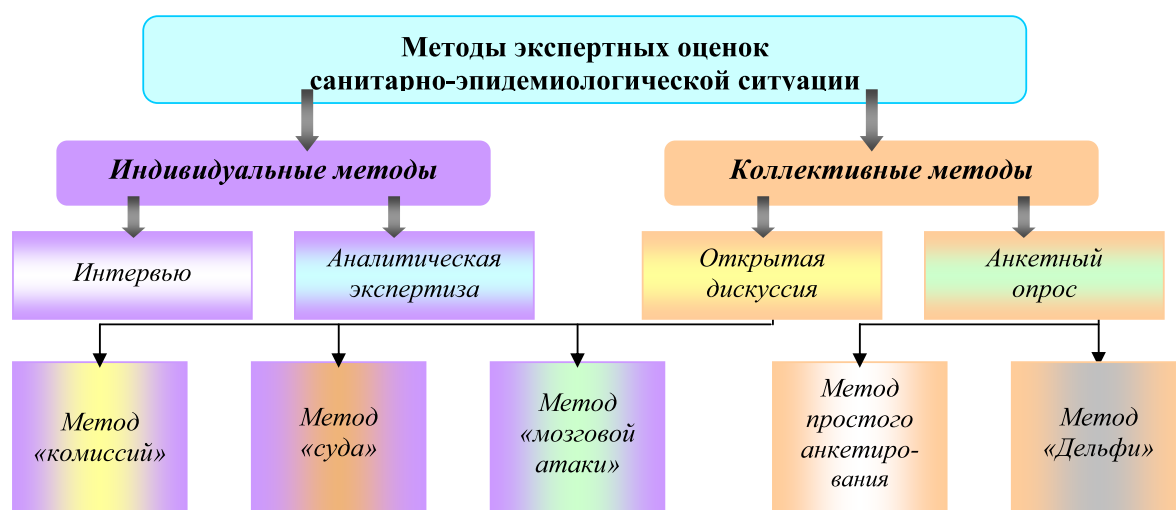 Методы экспертных оценок
санитарно-эпидемиологической ситуации
Индивидуальные методы
Коллективные методы
Интервью
Аналитическая
экспертиза
Открытая
дискуссия
Анкетный
опрос
Метод
«комиссий»
Метод
«суда»
Метод
«мозговой
атаки»
Метод
простого
анкетиро-
вания
Метод
«Дельфи»